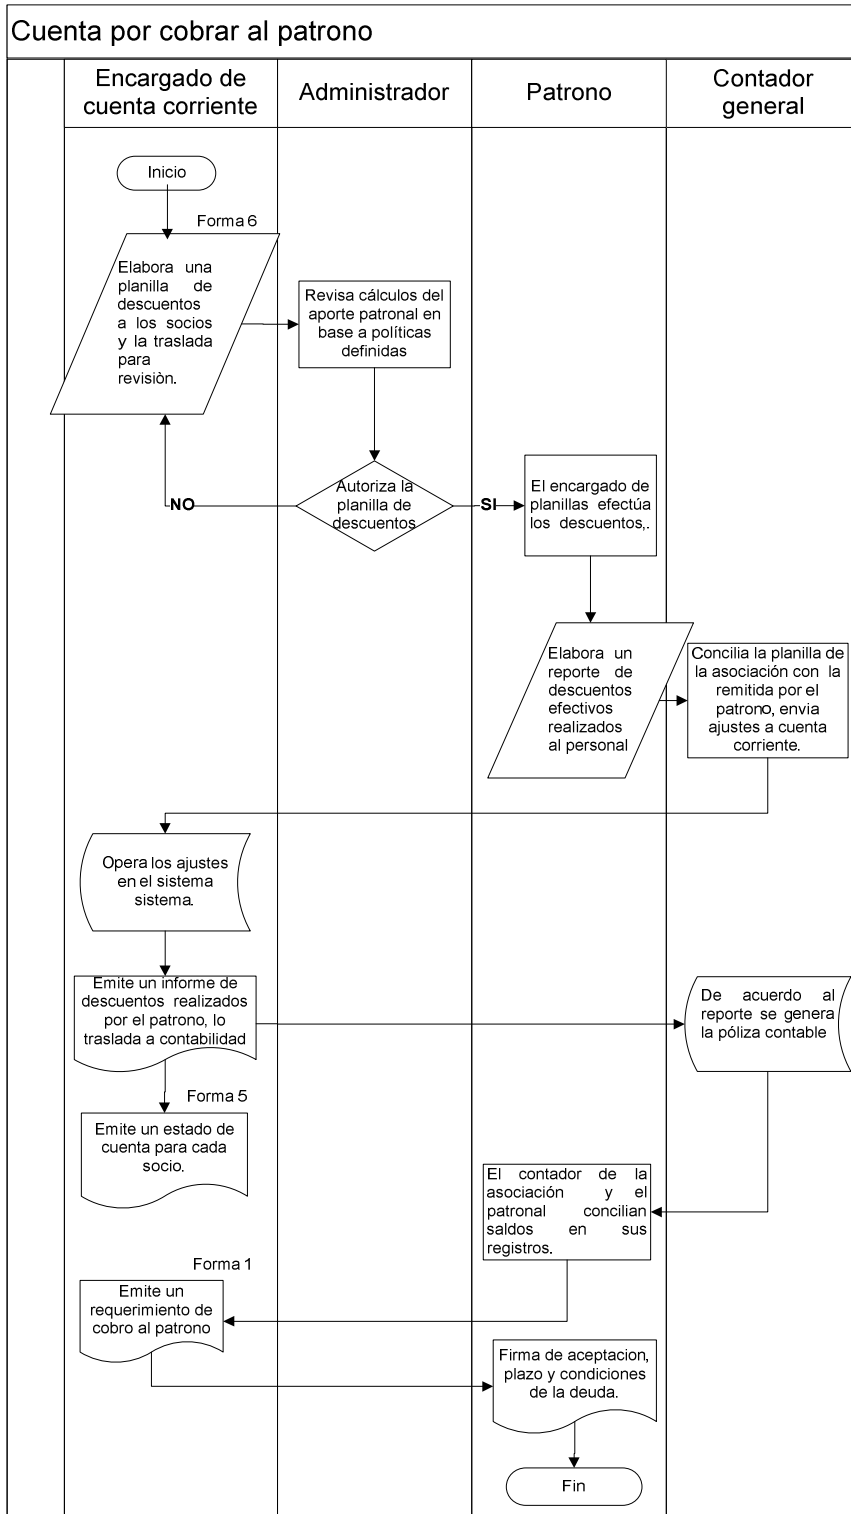 Cuenta por cobrar al patrono
Encargado de
cuenta corriente
Administrador
Patrono
Contador
general
Inicio
Forma 6
Elabora una
planilla de
descuentos
a los socios
y la traslada
para
revisiòn.
Revisa cálculos del
aporte patronal en
base a políticas
definidas
Autoriza la
planilla de
descuentos
NO
SI
El encargado de
planillas efectúa
los descuentos,.
Elabora un
reporte de
descuentos
efectivos
realizados
al personal
Concilia la planilla de
la asociación con la
remitida por el
patrono, envia
ajustes a cuenta
corriente.
Opera los ajustes
en el sistema
sistema.
Emite un informe de
descuentos realizados
por el patrono, lo
traslada a contabilidad
De acuerdo al
reporte se genera
la póliza contable
Forma 5
Emite un estado de
cuenta para cada
socio.
El contador de la
asociación y el
patronal concilian
saldos en sus
registros.
Forma 1
Emite un
requerimiento de
cobro al patrono
Firma de aceptacion,
plazo y condiciones
de la deuda.
Fin